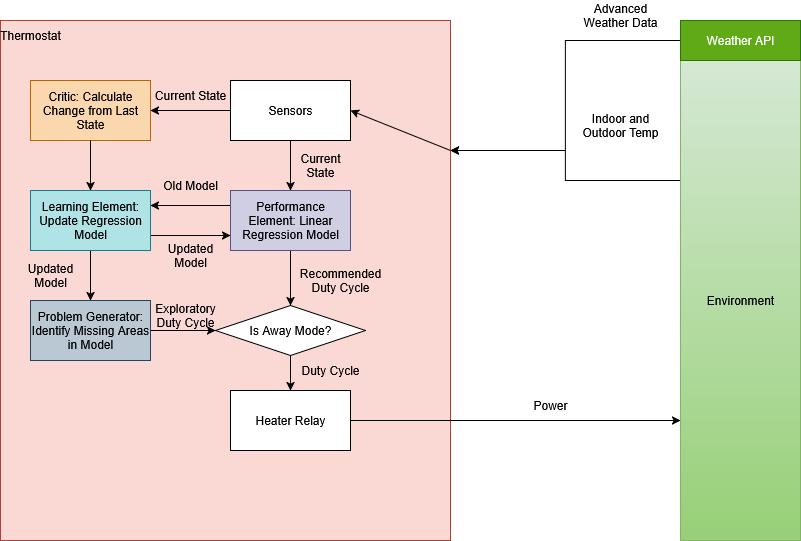 Advanced
Weather Data
Thermostat
Weather API
Critic: Calculate
Change from Last
State
Current State
Sensors
Indoor and
Outdoor Temp
Current
State
Old Model
Learning Element:
Update Regression
Model
Performance
Element: Linear
Regression Model
Updated
Model
Updated
Model
Recommended
Duty Cycle
Environment
Problem Generator:
Identify Missing Areas
in Model
Exploratory
Duty Cycle
Is Away Mode?
Duty Cycle
Heater Relay
Power